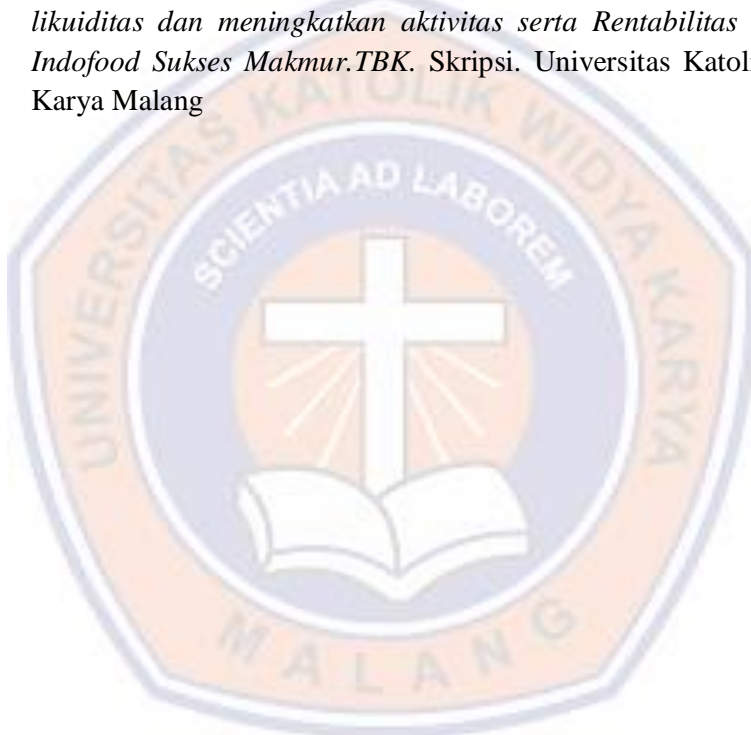 likuiditas dan meningkatkan aktivitas serta Rentabilitas
Indofood Sukses Makmur.TBK. Skripsi. Universitas Katoli
Karya Malang
UNIVERSITAS KATOLIK WIDYA KARYA
SCIENTIA AD LABOREM
MALANG